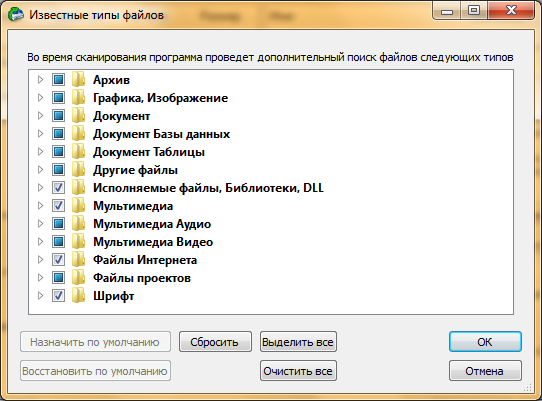 Известные типы файлов
Во время сканирования программа проведет дополнительный поиск файлов следующих типов
Архив
Графика, Изображение
Документ
Документ Базы данных
Документ Таблицы
Другие файлы
Исполняемые файлы, Библиотеки, DLL
Мультимедиа
Мультимедиа Аудио
Мультимедиа Видео
Файлы Интернета
Файлы проектов
Шрифт
Назначить по умолчанию Сбросить Выделить все OK
Восстановить по умолчанию Очистить все Отмена